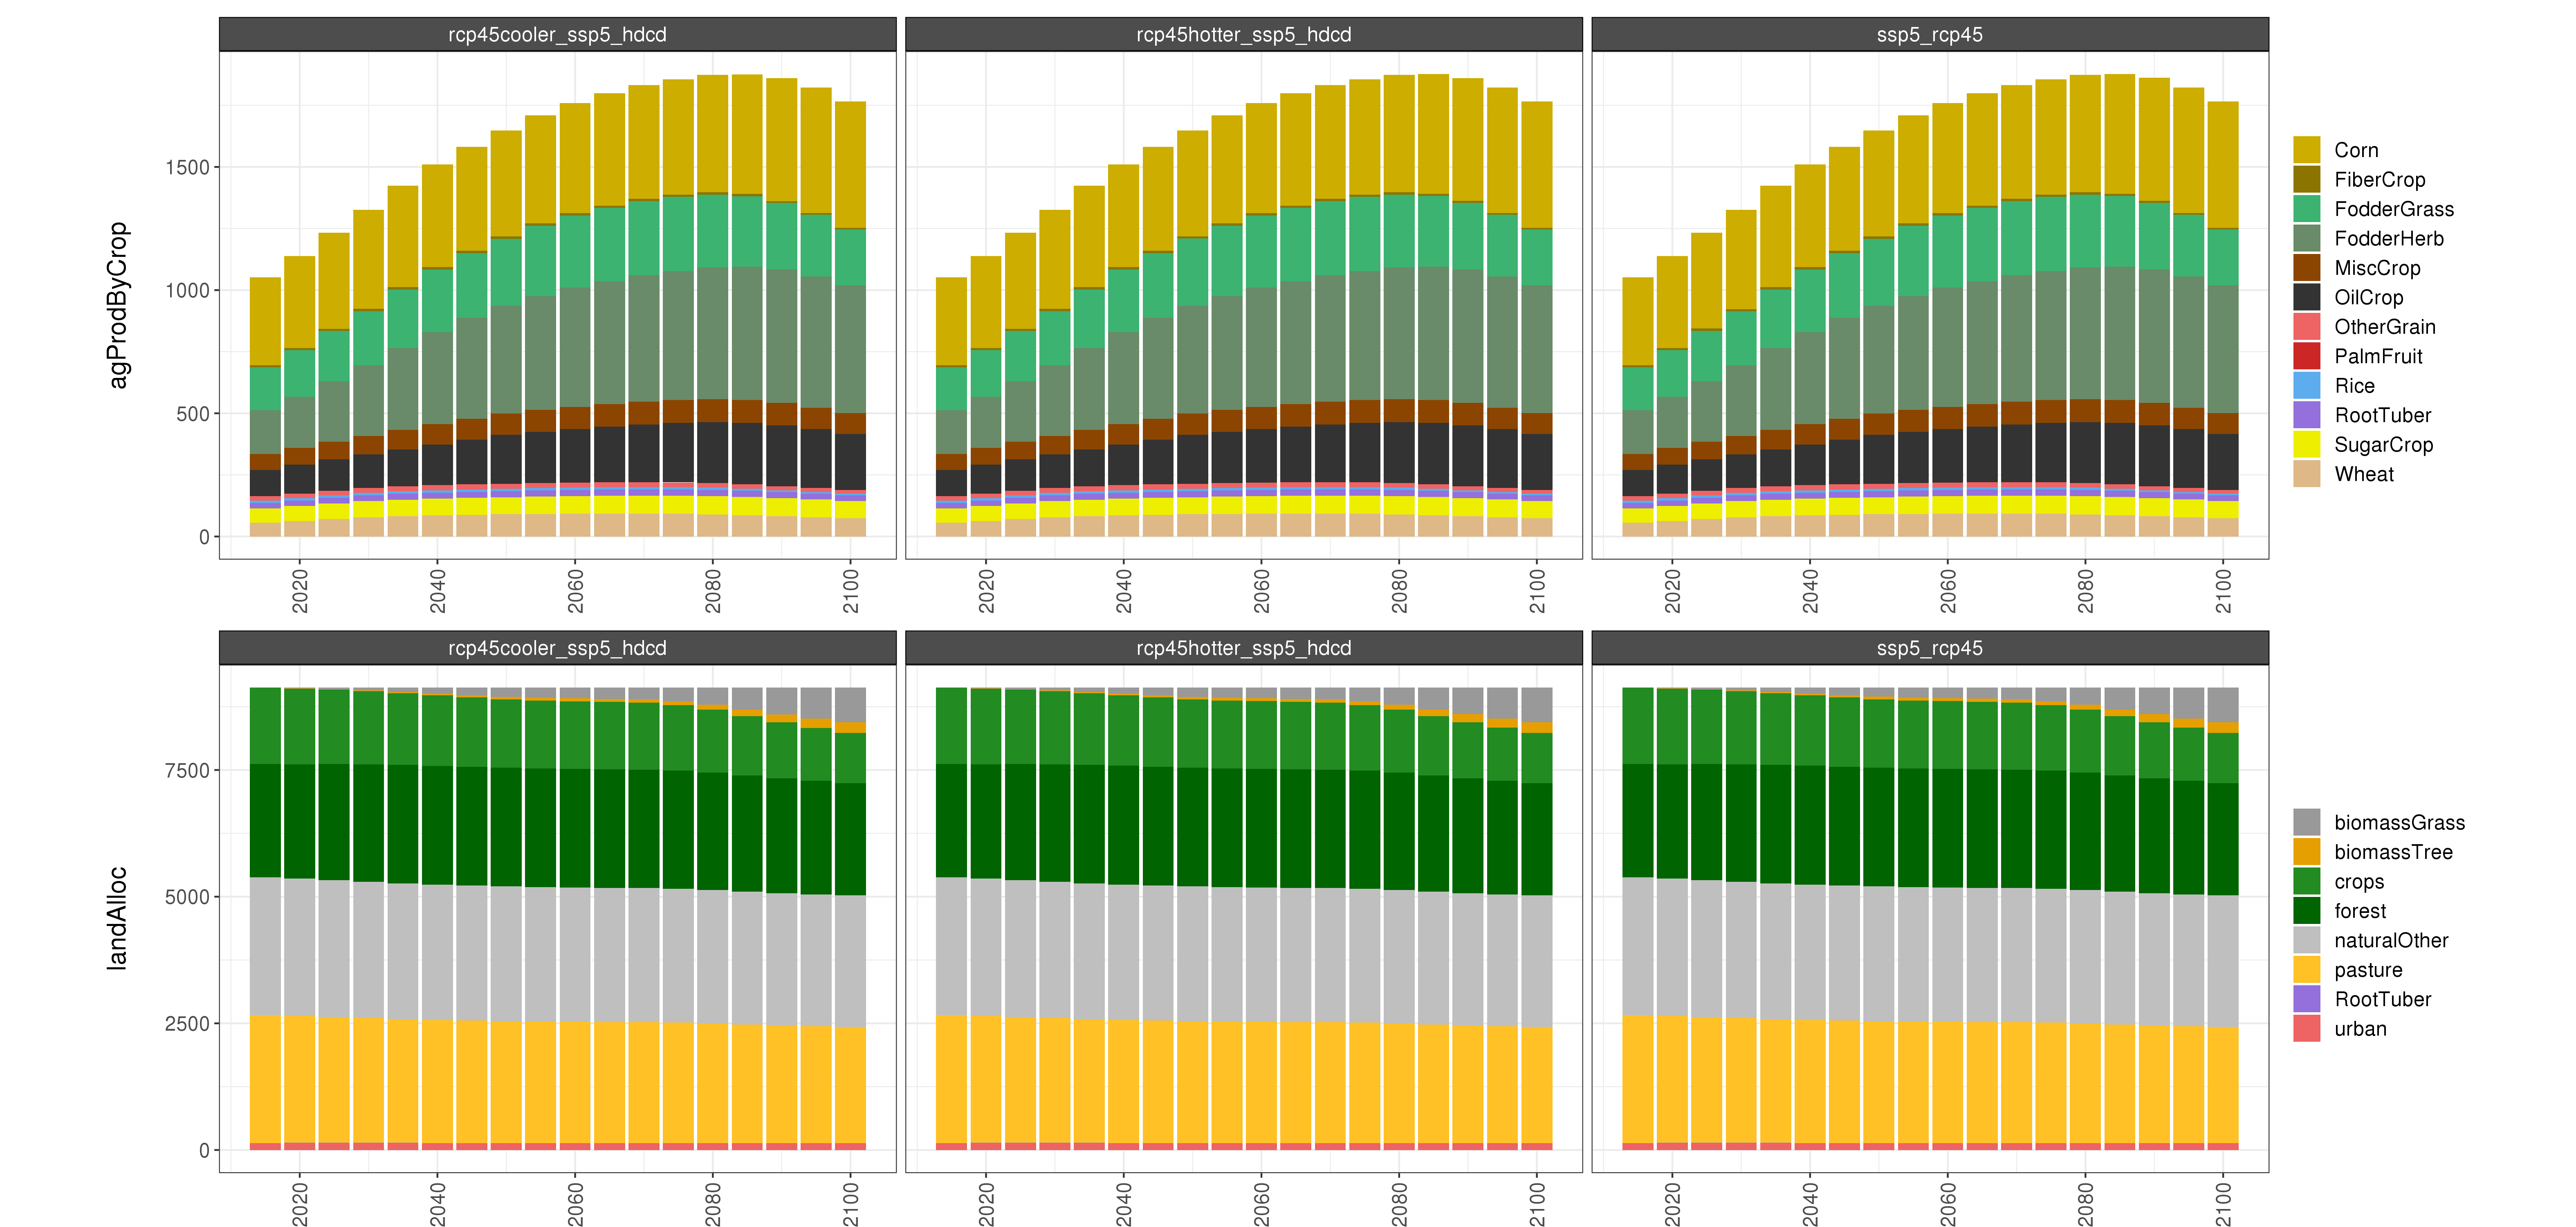 rcp45cooler_ssp5_hdcd
rcp45hotter_ssp5_hdcd
ssp5_rcp45
agProdByCrop
1500
1000
500
0
2020 2040 2060 2080 2100
2020 2040 2060 2080 2100
2020 2040 2060 2080 2100
Corn
FiberCrop
FodderGrass
FodderHerb
MiscCrop
OilCrop
OtherGrain
PalmFruit
Rice
RootTuber
SugarCrop
Wheat
rcp45cooler_ssp5_hdcd
rcp45hotter_ssp5_hdcd
ssp5_rcp45
landAlloc
7500
5000
2500
0
2020 2040 2060 2080 2100
2020 2040 2060 2080 2100
2020 2040 2060 2080 2100
biomassGrass
biomassTree
crops
forest
naturalOther
pasture
RootTuber
urban